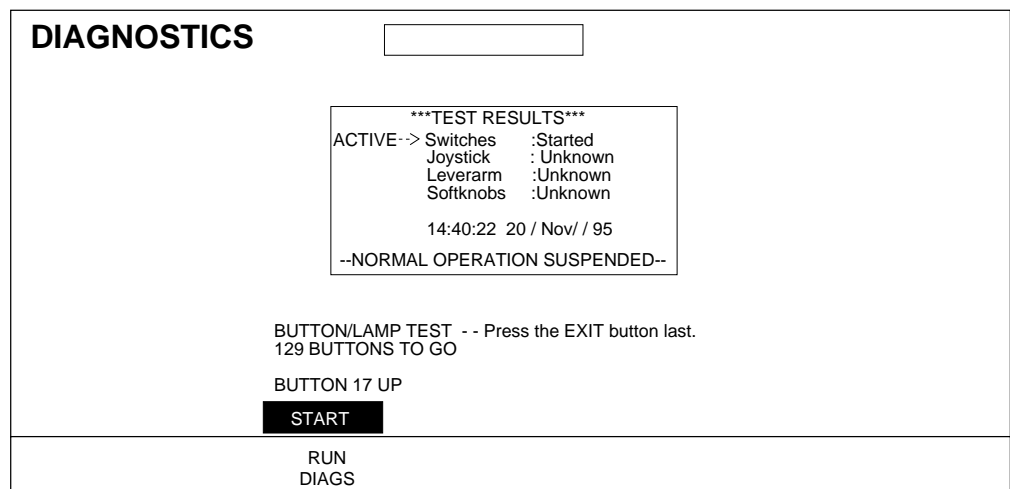 DIAGNOSTICS
***TEST RESULTS***
ACTIVE--> Switches :Started
Joystick : Unknown
Leverarm :Unknown
Softknobs :Unknown
14:40:22 20 / Nov/ / 95
--NORMAL OPERATION SUSPENDED--
BUTTON/LAMP TEST - - Press the EXIT button last.
129 BUTTONS TO GO
BUTTON 17 UP
START
RUN
DIAGS